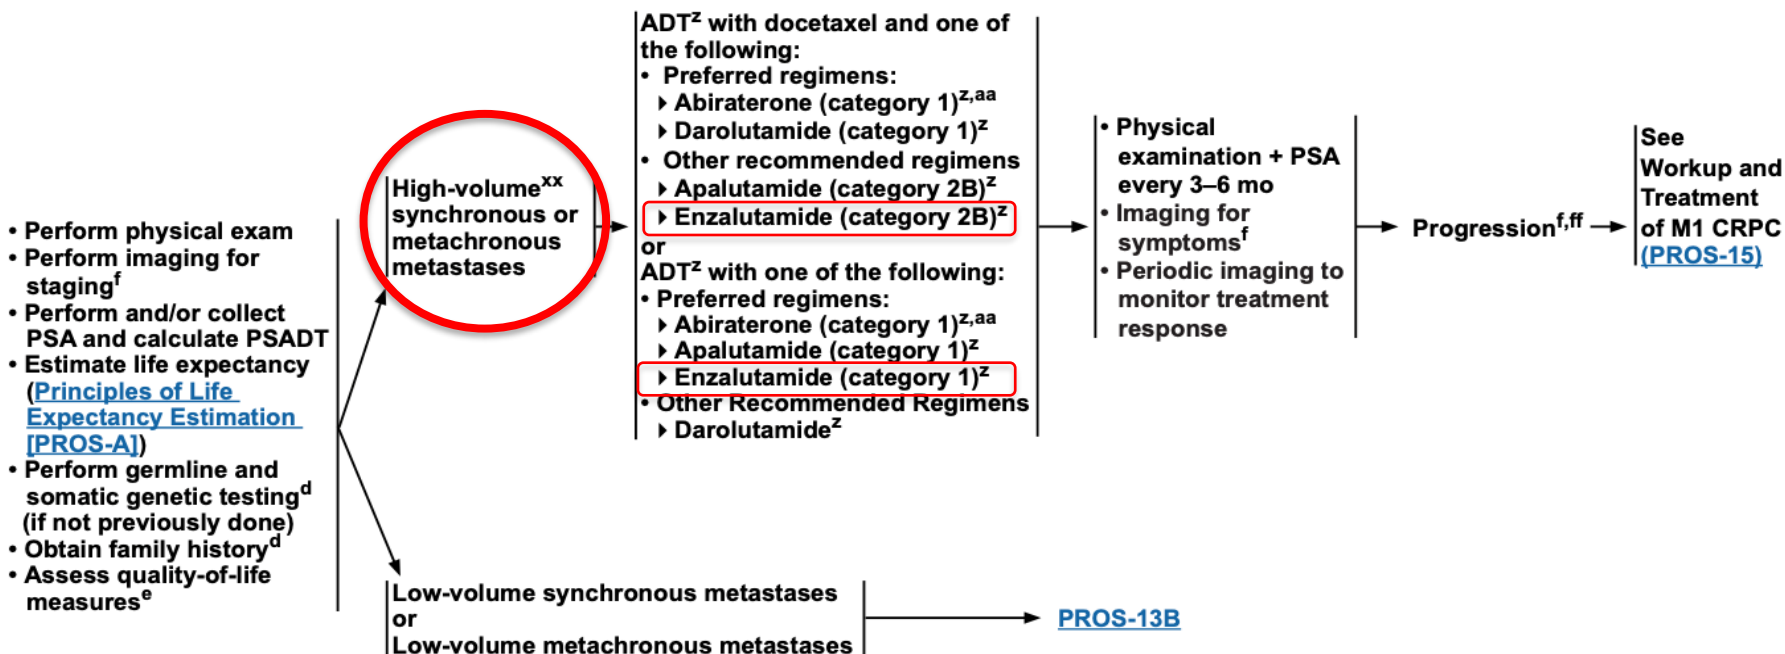 • Perform physical exam
• Perform imaging for
staging^f
• Perform and/or collect
PSA and calculate PSADT
• Estimate life expectancy
(Principles of Life
Expectancy Estimation
[PROS-A])
• Perform germline and
somatic genetic testing^d
(if not previously done)
• Obtain family history^d
• Assess quality-of-life
measures^e
High-volume^xx
synchronous or
metachronous
metastases
ADT^z with docetaxel and one of
the following:
• Preferred regimens:
▸ Abiraterone (category 1)^z,aa
▸ Darolutamide (category 1)^z
• Other recommended regimens
▸ Apalutamide (category 2B)^z
▸ Enzalutamide (category 2B)^z
or
ADT^z with one of the following:
• Preferred regimens:
▸ Abiraterone (category 1)^z,aa
▸ Apalutamide (category 1)^z
▸ Enzalutamide (category 1)^z
• Other Recommended Regimens
▸ Darolutamide^z
• Physical
examination + PSA
every 3–6 mo
• Imaging for
symptoms^f
• Periodic imaging to
monitor treatment
response
Progression^f,ff
See
Workup and
Treatment
of M1 CRPC
(PROS-15)
Low-volume synchronous metastases
or
Low-volume metachronous metastases
PROS-13B